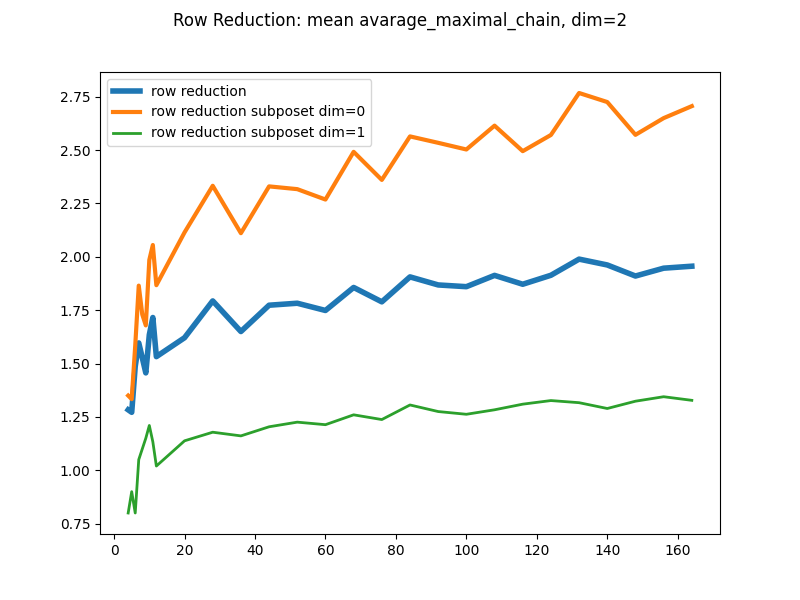 Row Reduction: mean avarage_maximal_chain, dim=2
row reduction
row reduction subposet dim=0
row reduction subposet dim=1
2.75
2.50
2.25
2.00
1.75
1.50
1.25
1.00
0.75
0 20 40 60 80 100 120 140 160